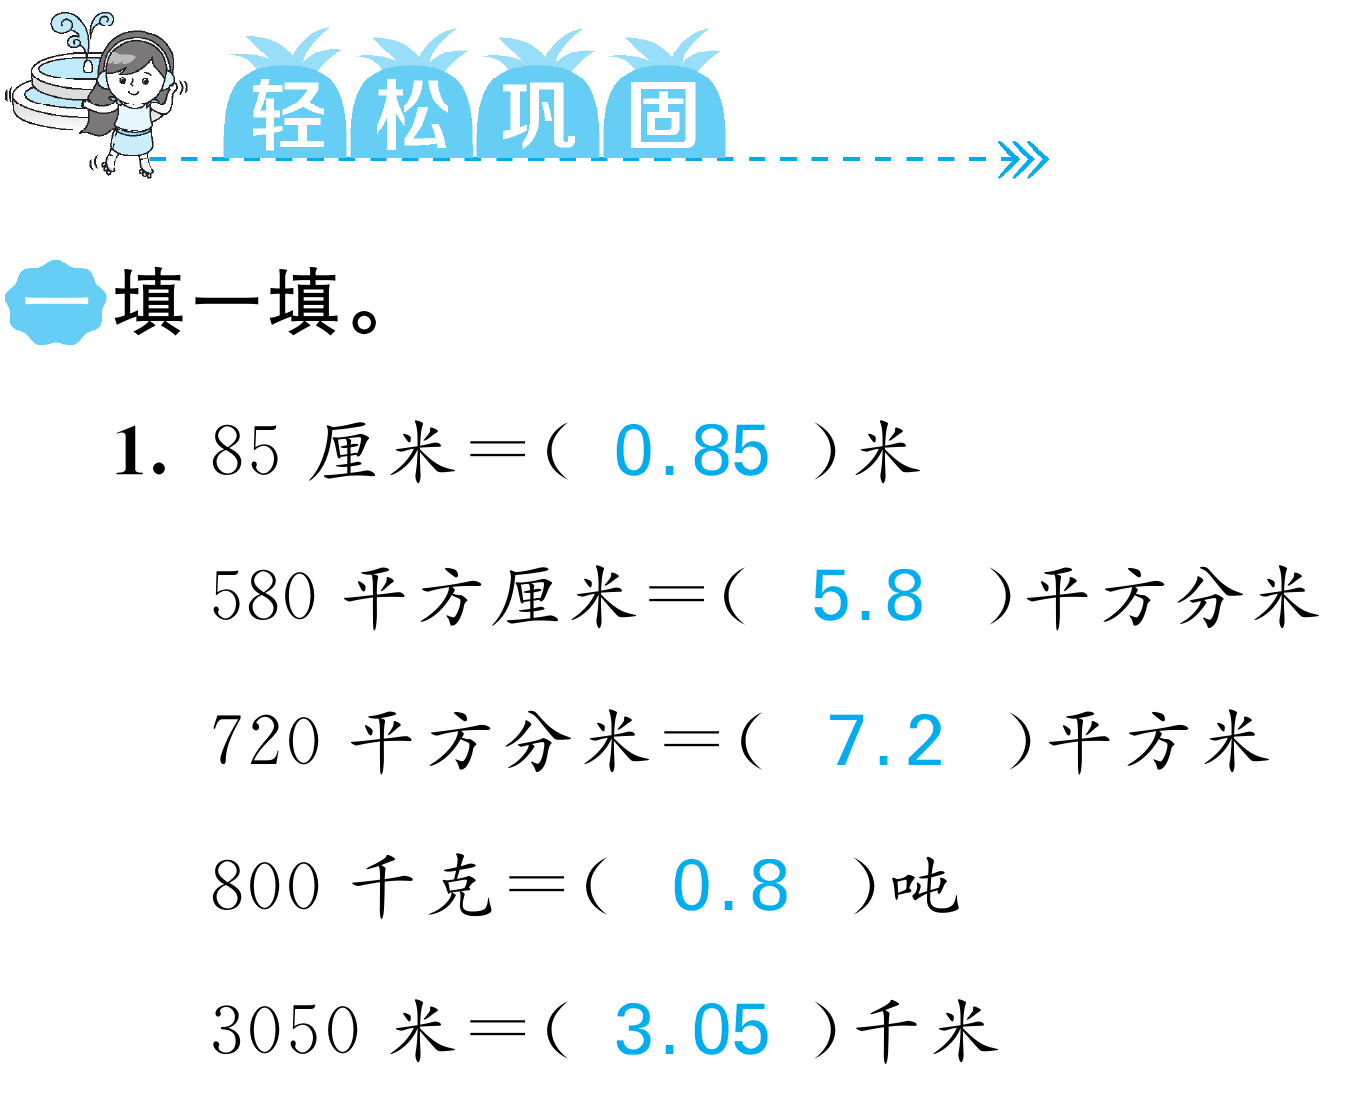 轻松巩固
一 填一填。
1. 85 厘米=( 0.85 )米
580 平方厘米=( 5.8 )平方分米
720 平方分米=( 7.2 )平方米
800 千克=( 0.8 )吨
3050 米=( 3.05 )千米